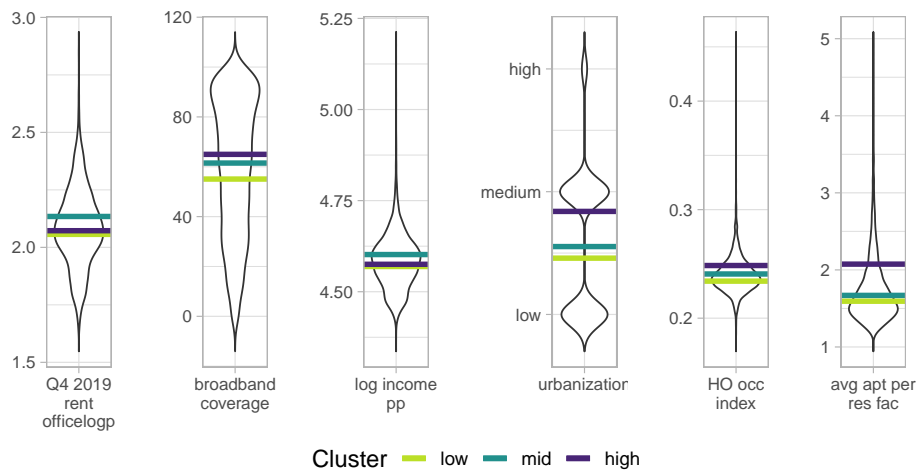 3.0
2.5
2.0
1.5
Q4 2019
rent
officelogp
120
80
40
0
broadband
coverage
5.25
5.00
4.75
4.50
log income
pp
high
medium
low
urbanization
0.4
0.3
0.2
HO occ
index
5
4
3
2
1
avg apt per
res fac
Cluster low mid high